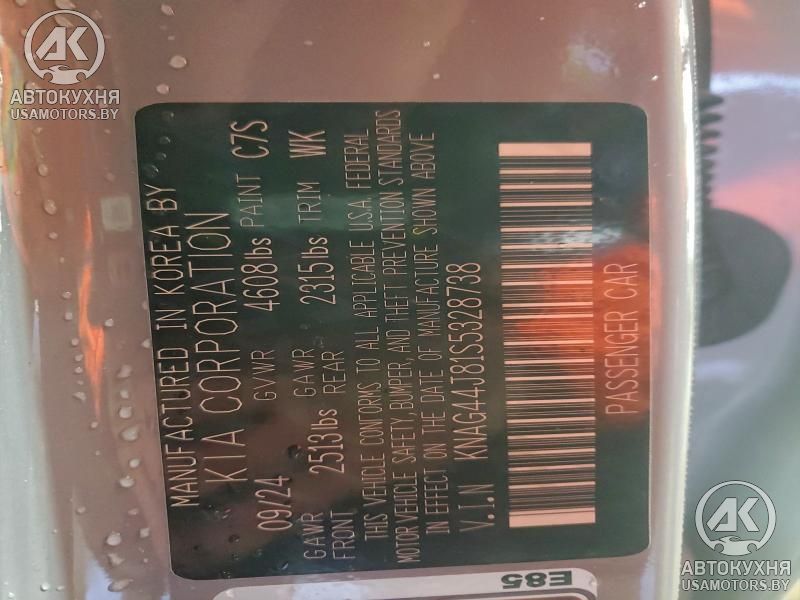 AK
АВТОКУХНЯ
USAMOTORS.BY
MANUFACTURED IN KOREA BY
KIA CORPORATION
09/24 GVWR 4608lbs PAINT C7S
GAWR FRONT 2513lbs GAWR REAR 2315lbs TRIM WK
THIS VEHICLE CONFORMS TO ALL APPLICABLE U.S.A. FEDERAL
MOTOR VEHICLE SAFETY, BUMPER, AND THEFT PREVENTION STANDARDS
IN EFFECT ON THE DATE OF MANUFACTURE SHOWN ABOVE
V.I.N KNAG44J81S5328738
PASSENGER CAR
E85
AK
АВТОКУХНЯ
USAMOTORS.BY